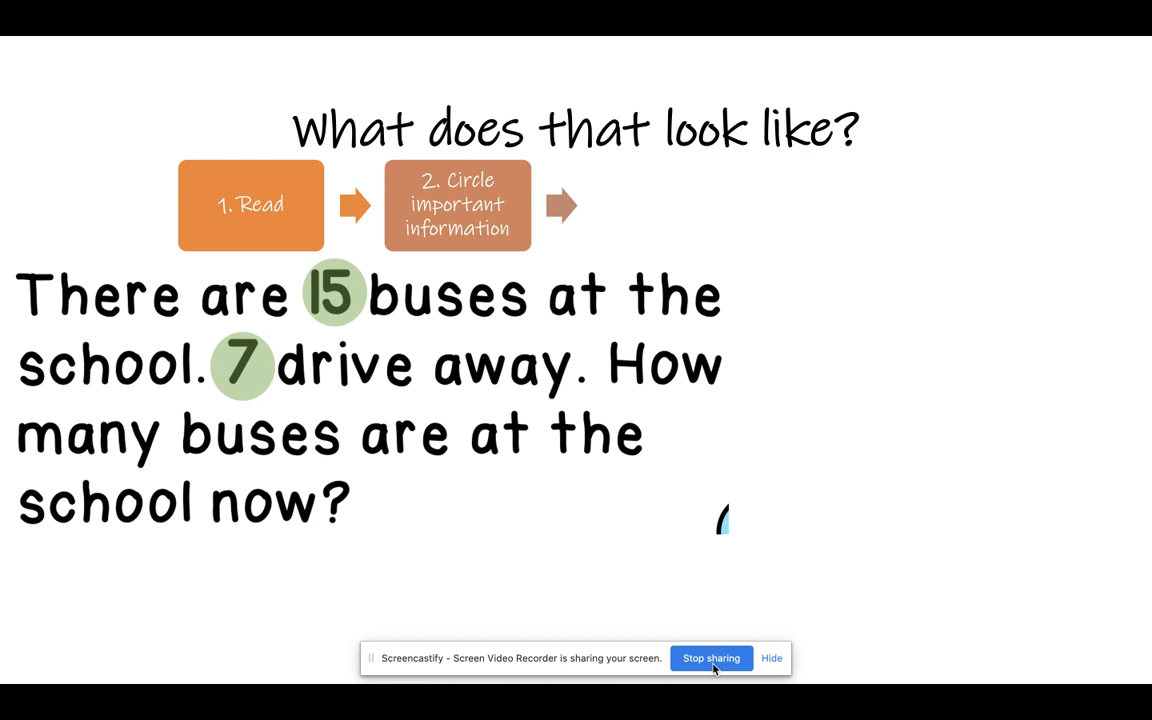 What does that look like?
1. Read
2. Circle
important
information
There are 15 buses at the
school. 7 drive away. How
many buses are at the
school now?
Screencastify - Screen Video Recorder is sharing your screen. Stop sharing Hide